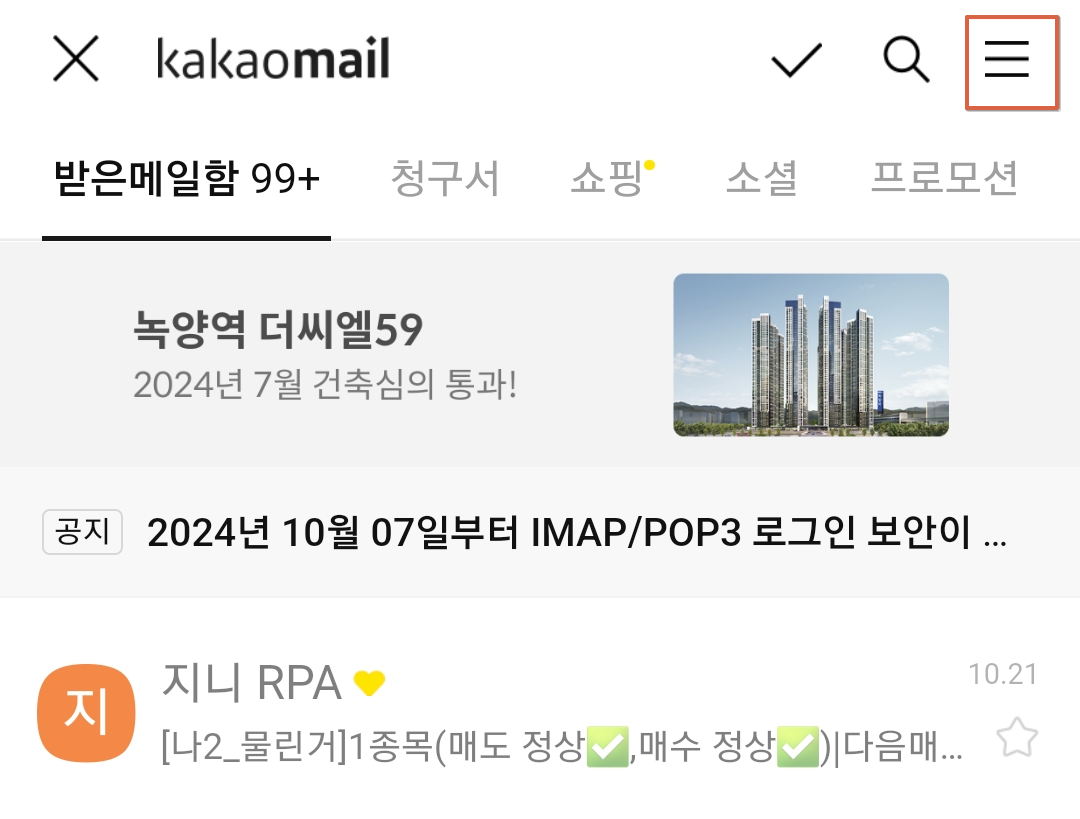 kakaomail
받은메일함 99+ 청구서 쇼핑 소셜 프로모션
녹양역 더씨엘59
2024년 7월 건축심의 통과!
공지 2024년 10월 07일부터 IMAP/POP3 로그인 보안이 ...
지 지니 RPA 💛 10.21
[나2_물린거]1종목(매도 정상✅,매수 정상✅)|다음매...